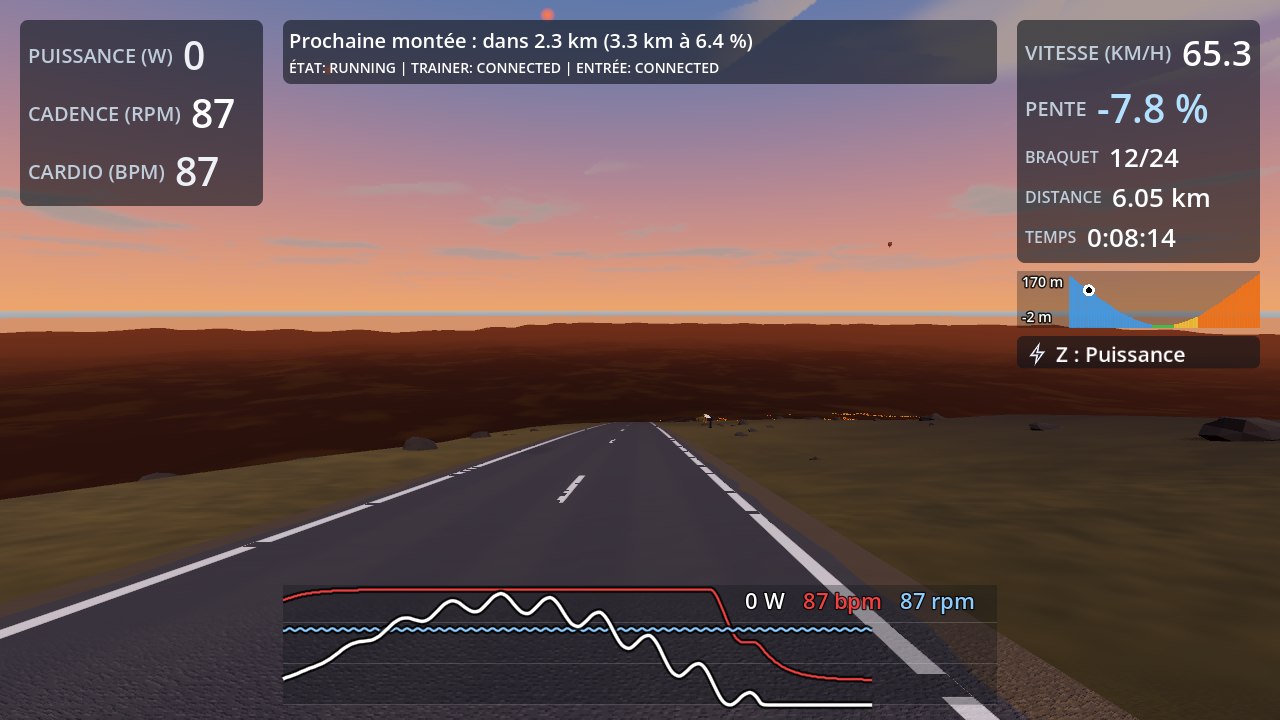 PUISSANCE (W) 0
CADENCE (RPM) 87
CARDIO (BPM) 87
Prochaine montée : dans 2.3 km (3.3 km à 6.4 %)
ÉTAT: RUNNING | TRAINER: CONNECTED | ENTRÉE: CONNECTED
VITESSE (KM/H) 65.3
PENTE -7.8 %
BRAQUET 12/24
DISTANCE 6.05 km
TEMPS 0:08:14
170 m
-2 m
Z : Puissance
0 W 87 bpm 87 rpm